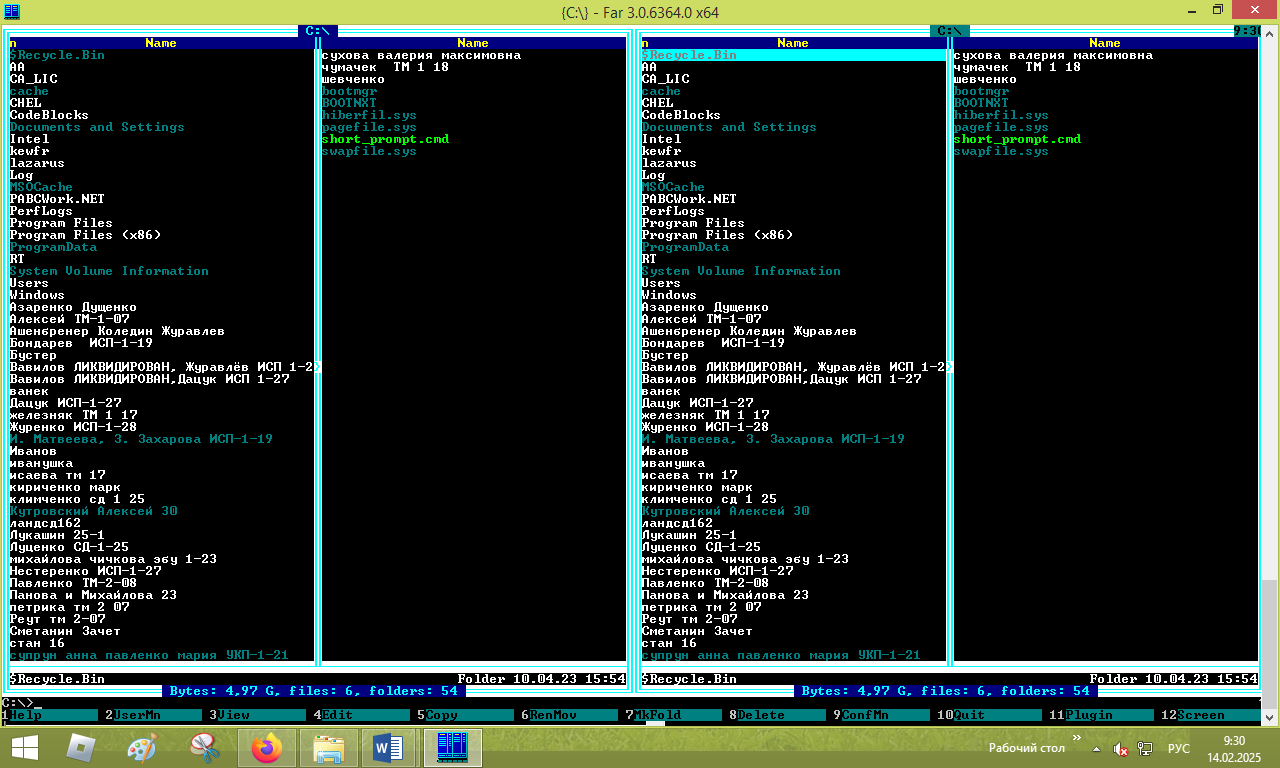 {C:\} - Far 3.0.6364.0 x64
C:\
n Name
$Recycle.Bin
AA
CA_LIC
cache
CHEL
CodeBlocks
Documents and Settings
Intel
kewfr
lazarus
Log
MSOCache
PABCWork.NET
PerfLogs
Program Files
Program Files (x86)
ProgramData
RT
System Volume Information
Users
Windows
Азаренко Дущенко
Алексей ТМ-1-07
Ашенбренер Коледин Журавлев
Бондарев  ИСП-1-19
Бустер
Вавилов ЛИКВИДИРОВАН, Журавлёв ИСП 1-2
Вавилов ЛИКВИДИРОВАН,Дацук ИСП 1-27
ванек
Дацук ИСП-1-27
железняк ТМ 1 17
Журенко ИСП-1-28
И. Матвеева, З. Захарова ИСП-1-19
Иванов
иванушка
исаева тм 17
кириченко марк
климченко сд 1 25
Кутровский Алексей 30
ландсд162
Лукашин 25-1
Луценко СД-1-25
михайлова чичкова эбу 1-23
Нестеренко ИСП-1-27
Павленко ТМ-2-08
Панова и Михайлова 23
петрика тм 2 07
Реут тм 2-07
Сметанин Зачет
стан 16
супрун анна павленко мария УКП-1-21
Name
сухова валерия максимовна
чумачек  ТМ 1 18
шевченко
bootmgr
BOOTNXT
hiberfil.sys
pagefile.sys
short_prompt.cmd
swapfile.sys
$Recycle.Bin Folder 10.04.23 15:54
Bytes: 4,97 G, files: 6, folders: 54
C:\ 9:30
n Name
$Recycle.Bin
AA
CA_LIC
cache
CHEL
CodeBlocks
Documents and Settings
Intel
kewfr
lazarus
Log
MSOCache
PABCWork.NET
PerfLogs
Program Files
Program Files (x86)
ProgramData
RT
System Volume Information
Users
Windows
Азаренко Дущенко
Алексей ТМ-1-07
Ашенбренер Коледин Журавлев
Бондарев  ИСП-1-19
Бустер
Вавилов ЛИКВИДИРОВАН, Журавлёв ИСП 1-2
Вавилов ЛИКВИДИРОВАН,Дацук ИСП 1-27
ванек
Дацук ИСП-1-27
железняк ТМ 1 17
Журенко ИСП-1-28
И. Матвеева, З. Захарова ИСП-1-19
Иванов
иванушка
исаева тм 17
кириченко марк
климченко сд 1 25
Кутровский Алексей 30
ландсд162
Лукашин 25-1
Луценко СД-1-25
михайлова чичкова эбу 1-23
Нестеренко ИСП-1-27
Павленко ТМ-2-08
Панова и Михайлова 23
петрика тм 2 07
Реут тм 2-07
Сметанин Зачет
стан 16
супрун анна павленко мария УКП-1-21
Name
сухова валерия максимовна
чумачек  ТМ 1 18
шевченко
bootmgr
BOOTNXT
hiberfil.sys
pagefile.sys
short_prompt.cmd
swapfile.sys
$Recycle.Bin Folder 10.04.23 15:54
Bytes: 4,97 G, files: 6, folders: 54
C:\>_
1Help 2UserMn 3View 4Edit 5Copy 6RenMov 7MkFold 8Delete 9ConfMn 10Quit 11Plugin 12Screen
Рабочий стол » РУС 9:30
14.02.2025